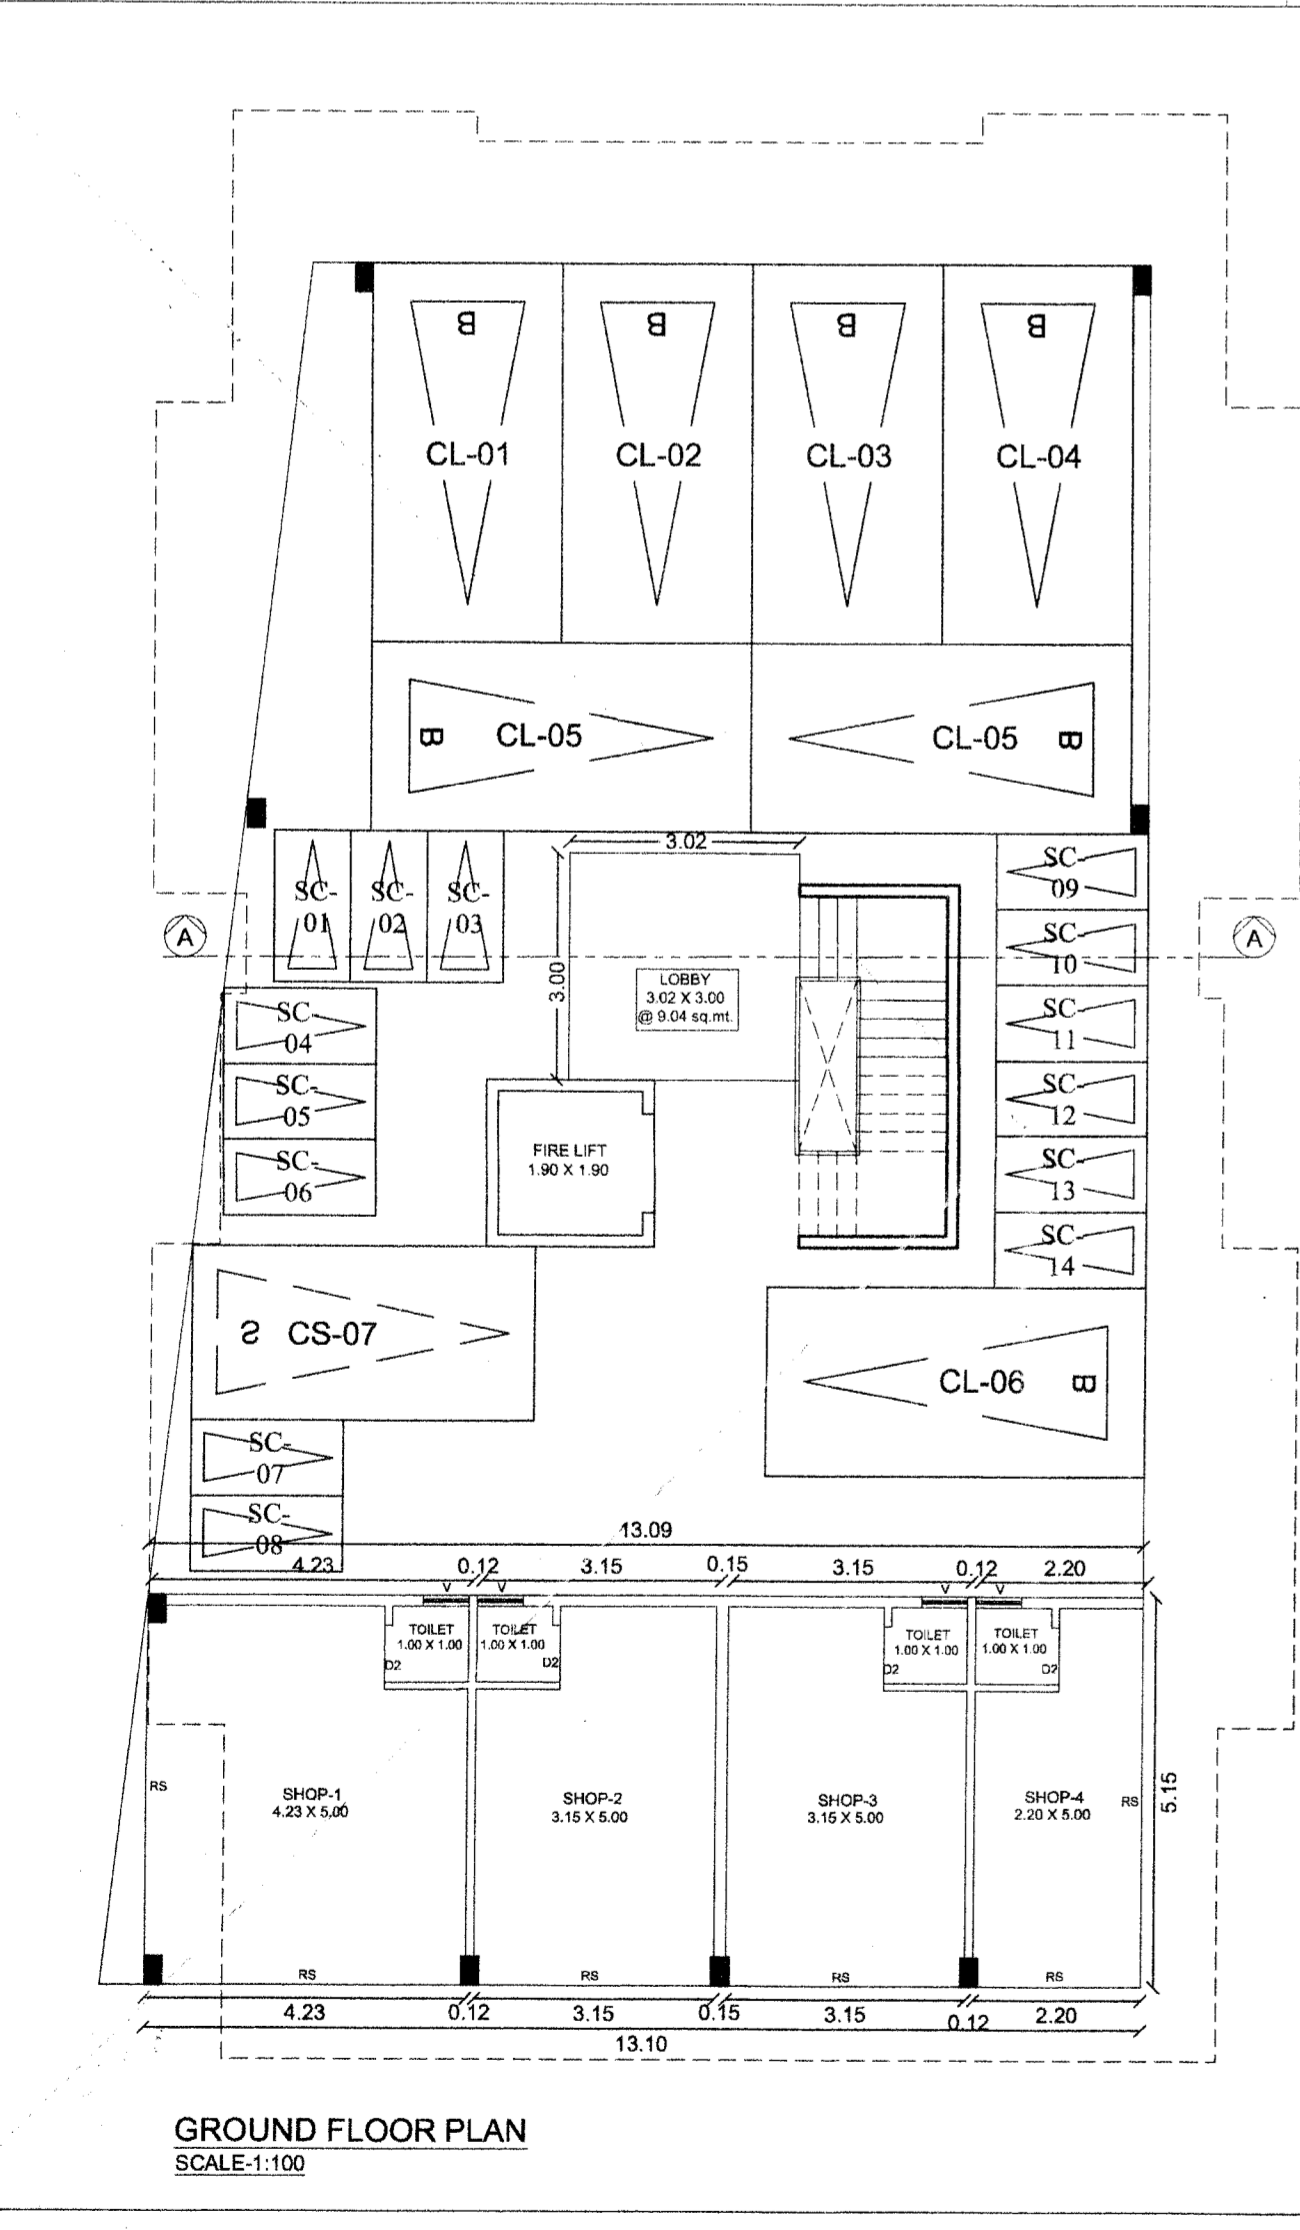 B B B B
CL-01 CL-02 CL-03 CL-04
B CL-05 CL-05 B
3.02
SC-
01
SC-
02
SC-
03
SC-
09
A
A
SC-
10
3.00
LOBBY
3.02 X 3.00
@ 9.04 sq.mt.
SC-
04
SC-
11
SC-
05
SC-
12
FIRE LIFT
1.90 X 1.90
SC-
06
SC-
13
SC-
14
S CS-07
CL-06 B
SC-
07
SC-
08
13.09
4.23 0.12 3.15 0.15 3.15 0.12 2.20
V V V V
TOILET
1.00 X 1.00
D2
TOILET
1.00 X 1.00
D2
TOILET
1.00 X 1.00
D2
TOILET
1.00 X 1.00
D2
RS
SHOP-1
4.23 X 5.00
SHOP-2
3.15 X 5.00
SHOP-3
3.15 X 5.00
SHOP-4
2.20 X 5.00
RS
5.15
RS RS RS RS
4.23 0.12 3.15 0.15 3.15 0.12 2.20
13.10
GROUND FLOOR PLAN
SCALE-1:100